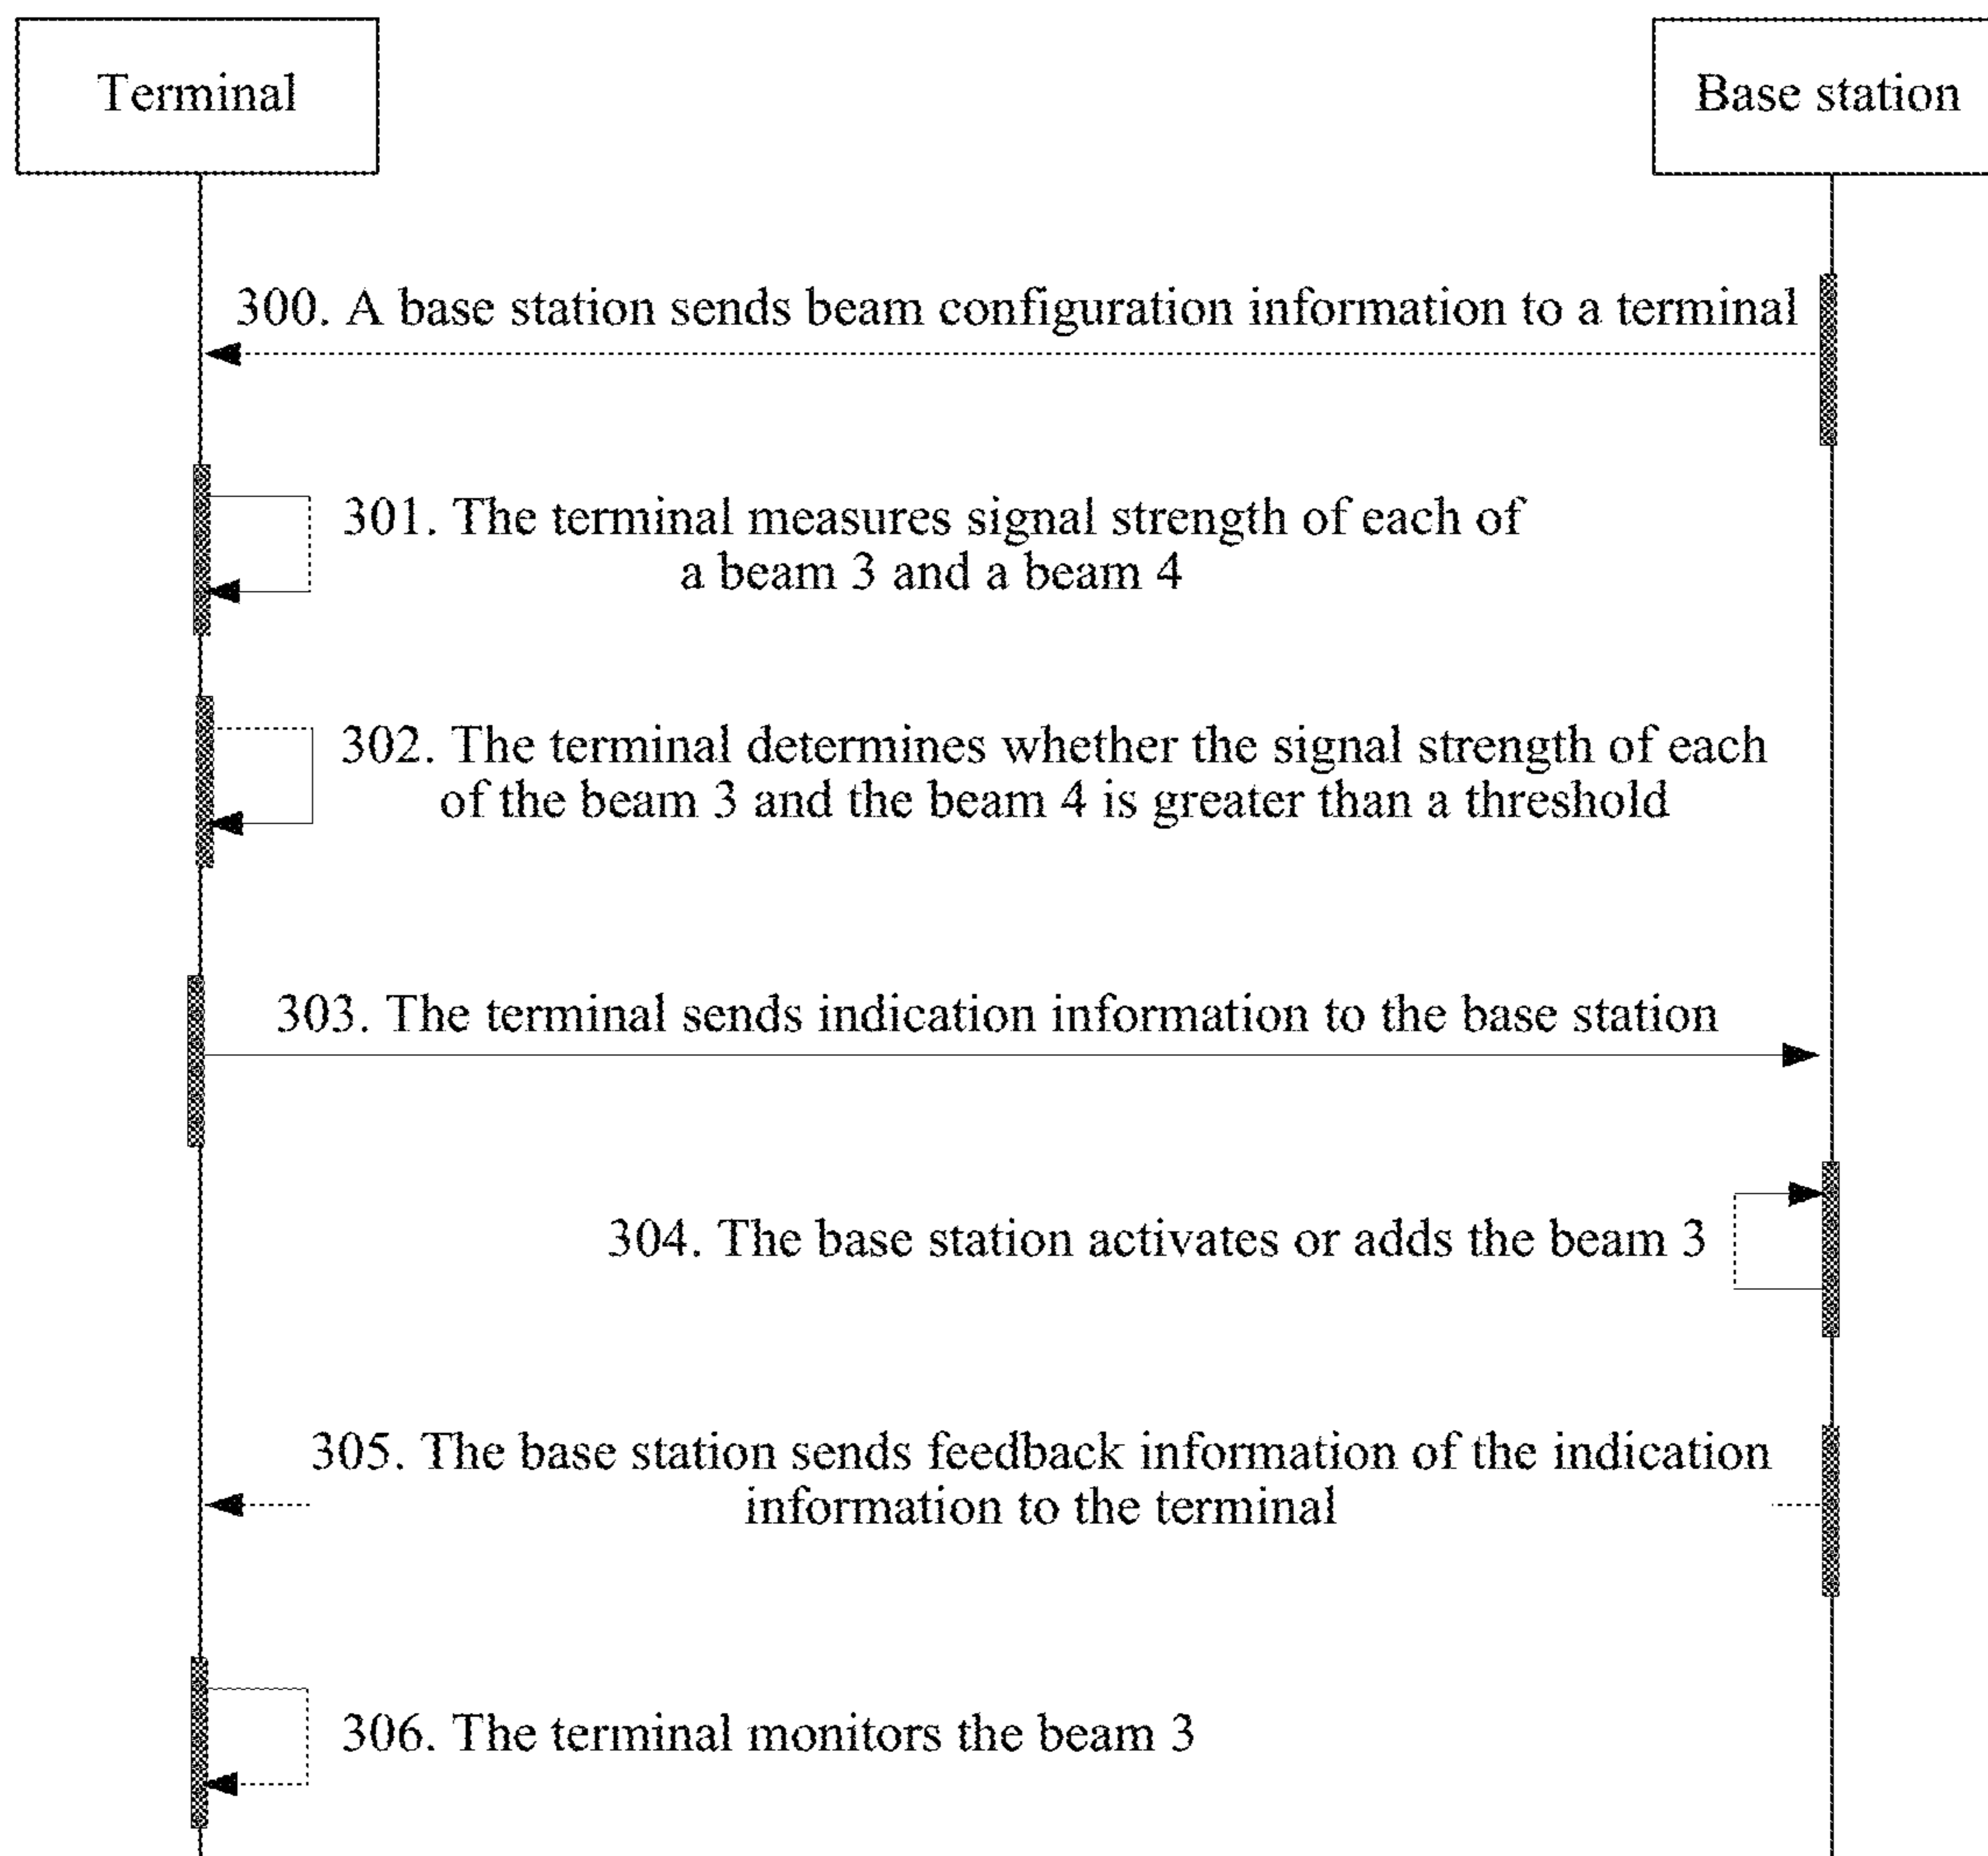 Terminal
Base station
300. A base station sends beam configuration information to a terminal
301. The terminal measures signal strength of each of
a beam 3 and a beam 4
302. The terminal determines whether the signal strength of each
of the beam 3 and the beam 4 is greater than a threshold
303. The terminal sends indication information to the base station
304. The base station activates or adds the beam 3
305. The base station sends feedback information of the indication
information to the terminal
306. The terminal monitors the beam 3